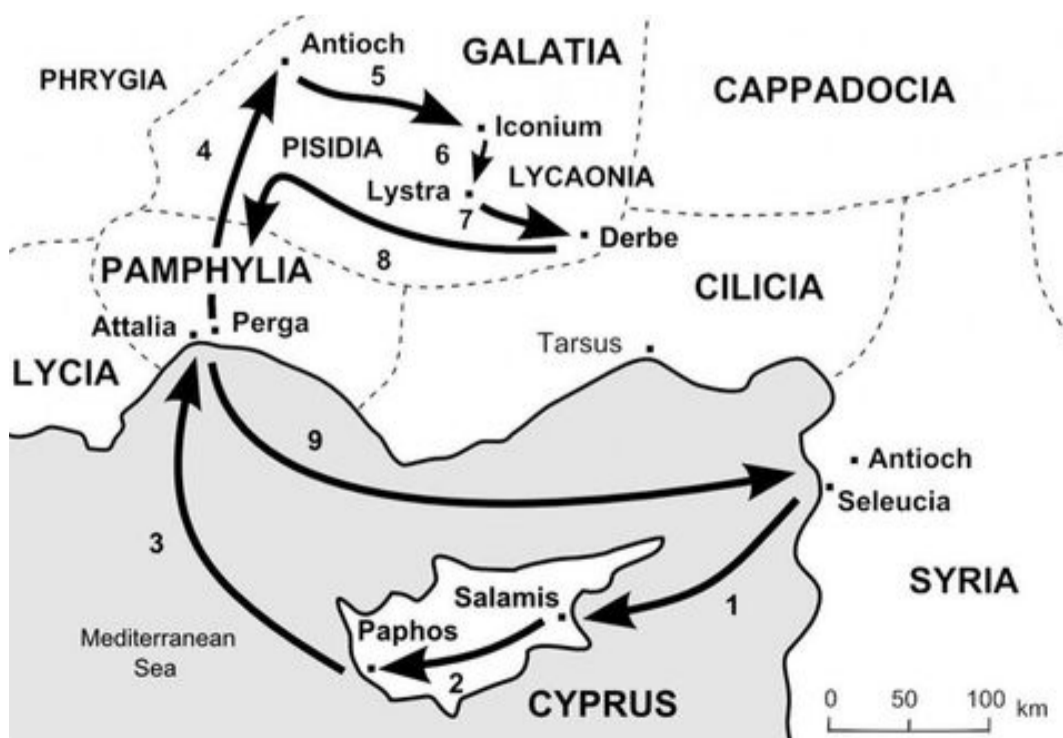 Antioch
GALATIA
PHRYGIA
5
CAPPADOCIA
Iconium
4
PISIDIA
6
Lystra
LYCAONIA
7
Derbe
8
PAMPHYLIA
CILICIA
Attalia
Perga
Tarsus
LYCIA
9
Antioch
Seleucia
3
SYRIA
Salamis
1
Paphos
Mediterranean
Sea
2
CYPRUS
0 50 100 km